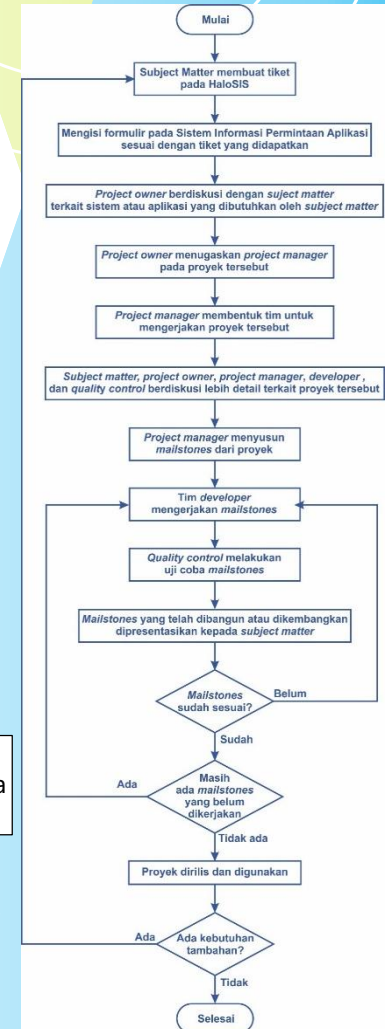 Mulai
Subject Matter membuat tiket
pada HaloSIS
Mengisi formulir pada Sistem Informasi Permintaan Aplikasi
sesuai dengan tiket yang didapatkan
Project owner berdiskusi dengan suject matter
terkait sistem atau aplikasi yang dibutuhkan oleh subject matter
Project owner menugaskan project manager
pada proyek tersebut
Project manager membentuk tim untuk
mengerjakan proyek tersebut
Subject matter, project owner, project manager, developer ,
dan quality control berdiskusi lebih detail terkait proyek tersebut
Project manager menyusun
mailstones dari proyek
Tim developer
mengerjakan mailstones
Quality control melakukan
uji coba mailstones
Mailstones yang telah dibangun atau dikembangkan
dipresentasikan kepada subject matter
Mailstones
sudah sesuai?
Belum
Sudah
Masih
ada mailstones
yang belum
dikerjakan
Ada
a
Tidak ada
Proyek dirilis dan digunakan
Ada kebutuhan
tambahan?
Ada
Tidak
Selesai